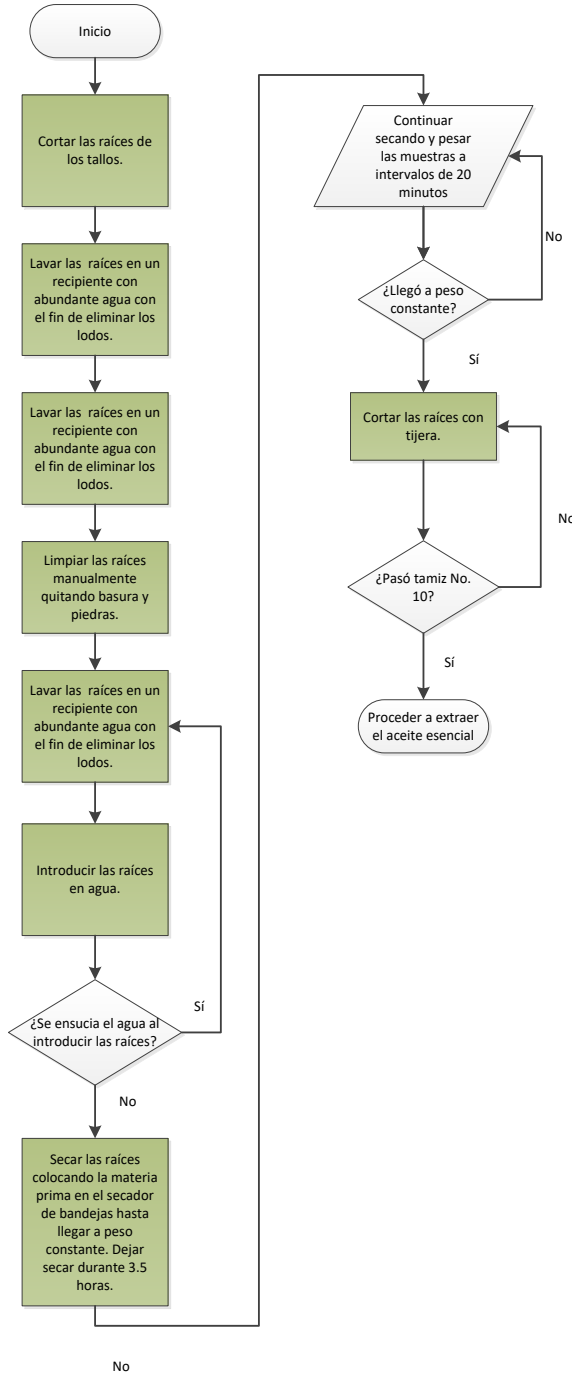 Inicio
Cortar las raíces de
los tallos.
Lavar las raíces en un
recipiente con
abundante agua con
el fin de eliminar los
lodos.
Lavar las raíces en un
recipiente con
abundante agua con
el fin de eliminar los
lodos.
Limpiar las raíces
manualmente
quitando basura y
piedras.
Lavar las raíces en un
recipiente con
abundante agua con
el fin de eliminar los
lodos.
Introducir las raíces
en agua.
¿Se ensucia el agua al
introducir las raíces?
Sí
No
Secar las raíces
colocando la materia
prima en el secador
de bandejas hasta
llegar a peso
constante. Dejar
secar durante 3.5
horas.
No
Continuar
secando y pesar
las muestras a
intervalos de 20
minutos
No
¿Llegó a peso
constante?
Sí
Cortar las raíces con
tijera.
No
¿Pasó tamiz No.
10?
Sí
Proceder a extraer
el aceite esencial